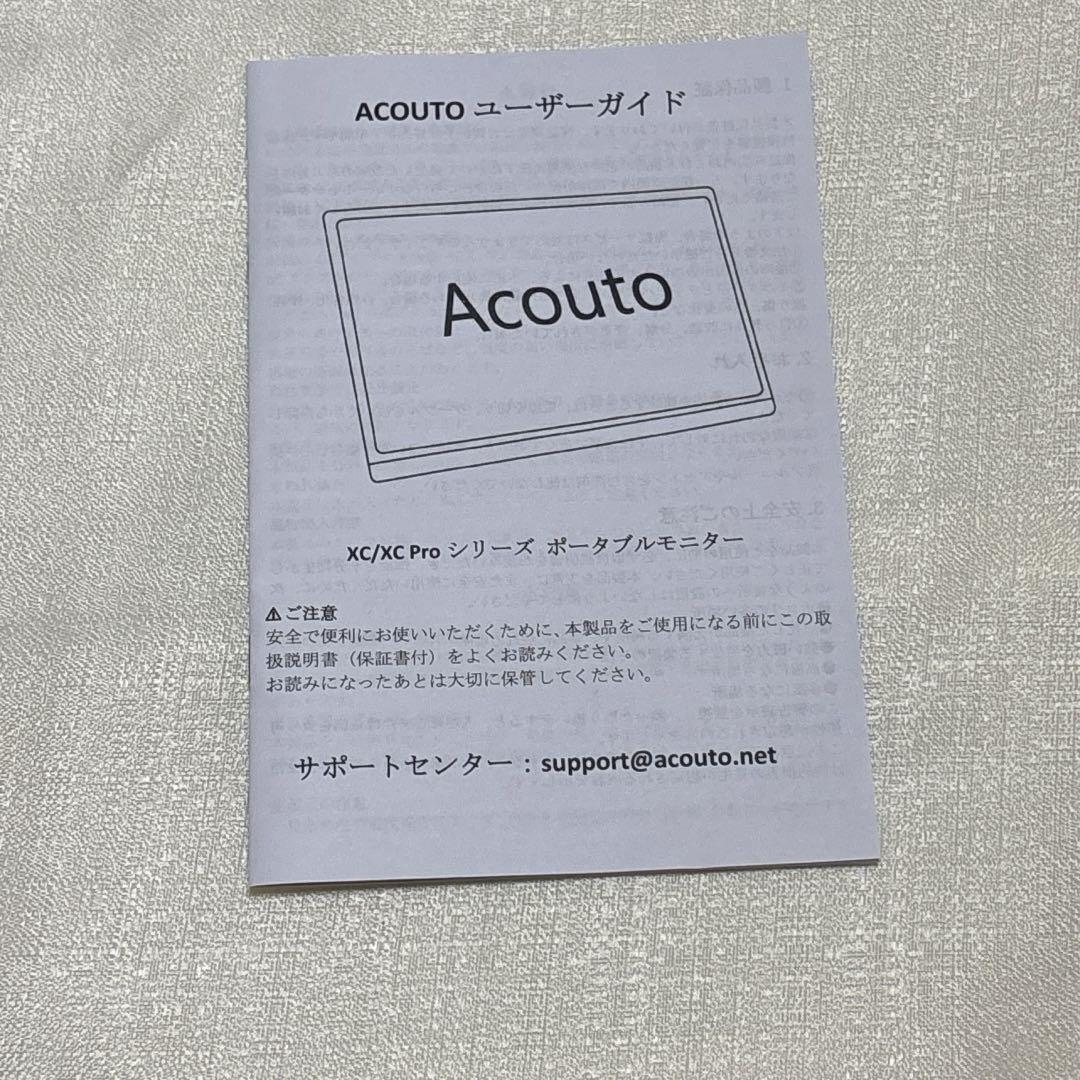 ACOUTO ユーザーガイド
Acouto
XC/XC Pro シリーズ ポータブルモニター
⚠ご注意
安全で便利にお使いいただくために、本製品をご使用になる前にこの取
扱説明書（保証書付）をよくお読みください。
お読みになったあとは大切に保管してください。
サポートセンター：support@acouto.net